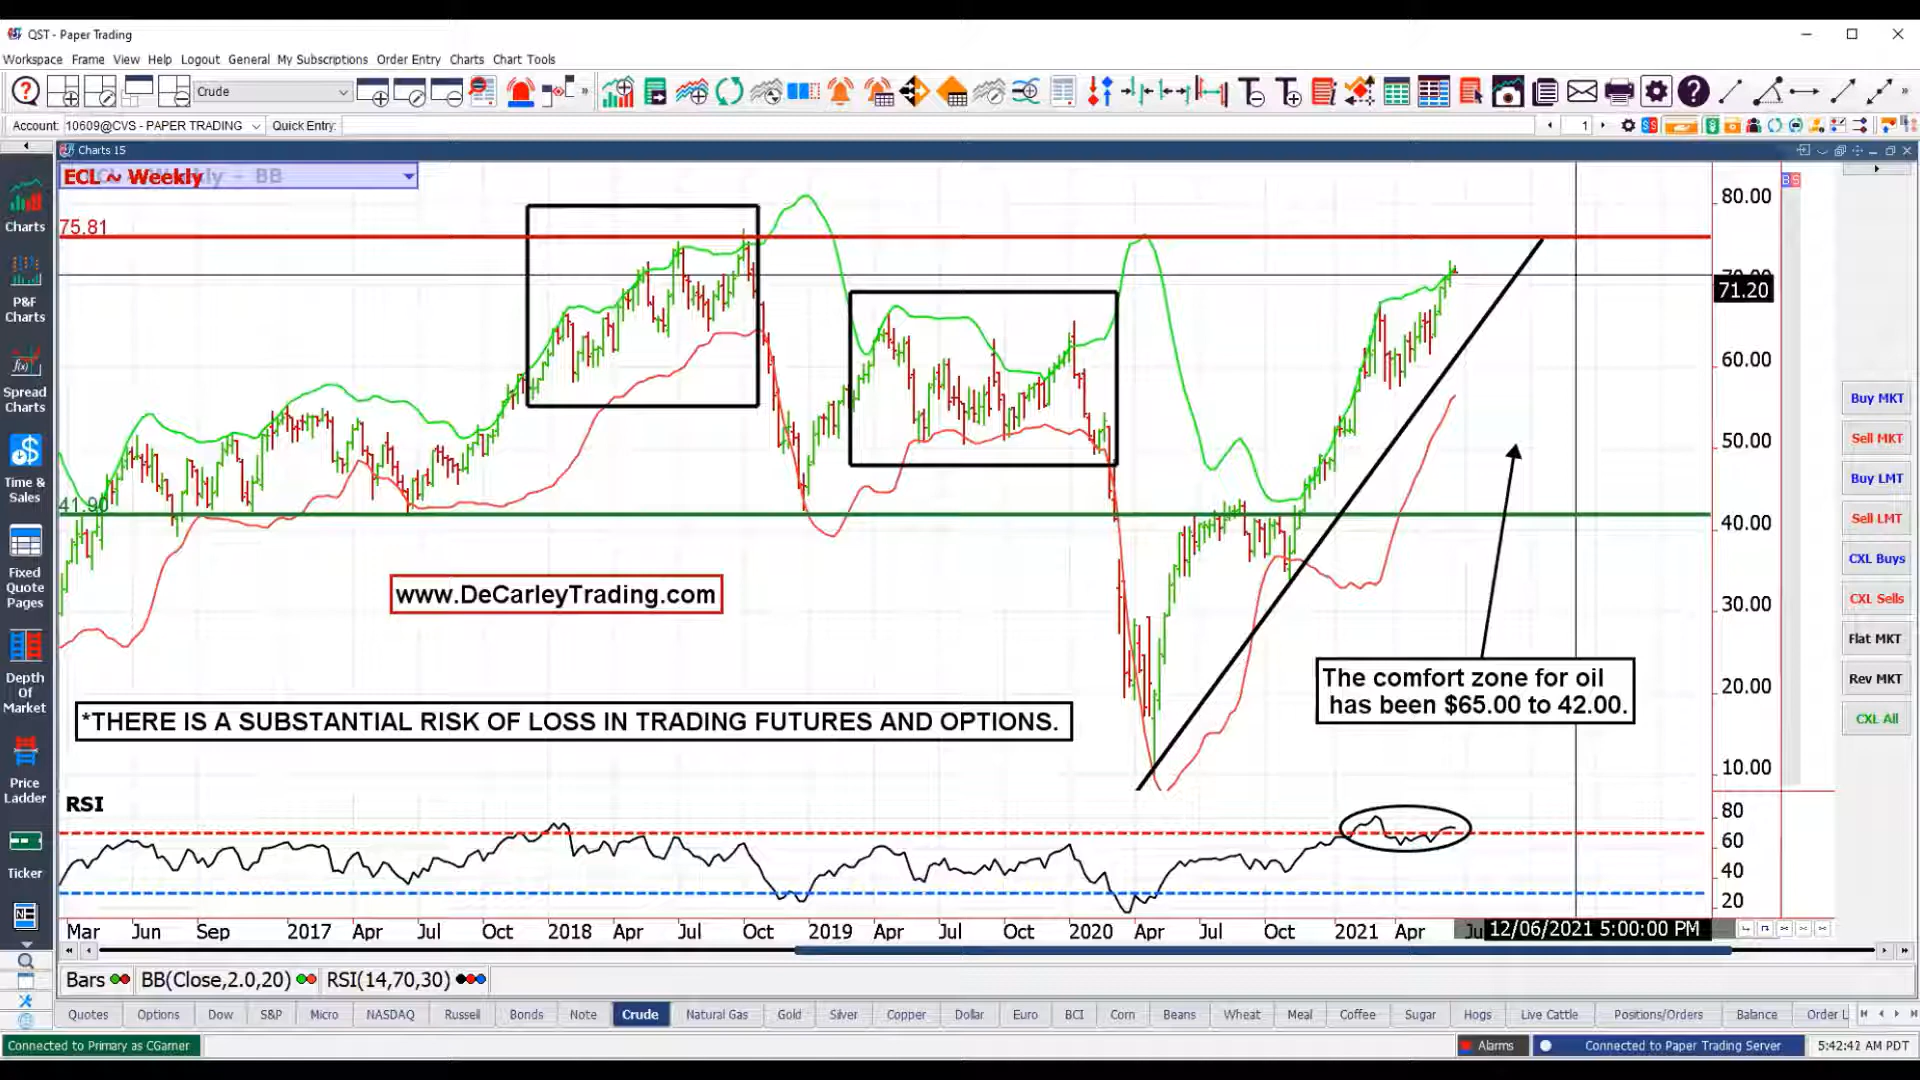 QST - Paper Trading
Workspace Frame View Help Logout General My Subscriptions Order Entry Charts Chart Tools
Crude
Account: 10609@CVS - PAPER TRADING Quick Entry: 1
Charts 15
ECL ~ Weekly
BB
BS
75.81
41.90
80.00
71.20
60.00
50.00
40.00
30.00
20.00
10.00
Charts
P&F
Charts
Spread
Charts
Time &
Sales
Fixed
Quote
Pages
Depth
Of
Market
Price
Ladder
Ticker
Buy MKT
Sell MKT
Buy LMT
Sell LMT
CXL Buys
CXL Sells
Flat MKT
Rev MKT
CXL All
www.DeCarleyTrading.com
The comfort zone for oil
has been $65.00 to 42.00.
*THERE IS A SUBSTANTIAL RISK OF LOSS IN TRADING FUTURES AND OPTIONS.
RSI
80
60
40
20
Mar Jun Sep 2017 Apr Jul Oct 2018 Apr Jul Oct 2019 Apr Jul Oct 2020 Apr Jul Oct 2021 Apr 12/06/2021 5:00:00 PM
Bars BB(Close,2.0,20) RSI(14,70,30)
Quotes Options Dow S&P Micro NASDAQ Russell Bonds Note Crude Natural Gas Gold Silver Copper Dollar Euro BCI Corn Beans Wheat Meal Coffee Sugar Hogs Live Cattle Positions/Orders Balance Order L
Connected to Primary as CGarner Alarms Connected to Paper Trading Server 5:42:42 AM PDT